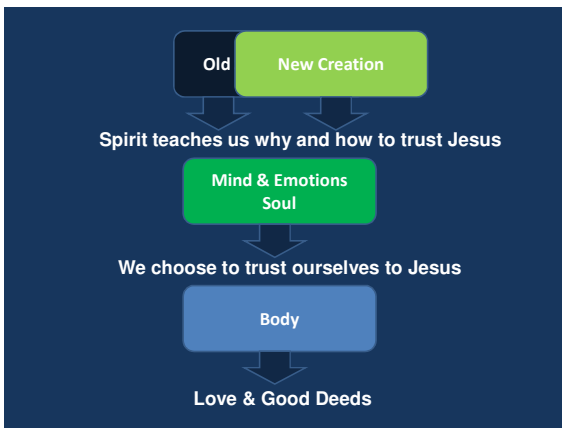 Old New Creation
Spirit teaches us why and how to trust Jesus
Mind & Emotions
Soul
We choose to trust ourselves to Jesus
Body
Love & Good Deeds